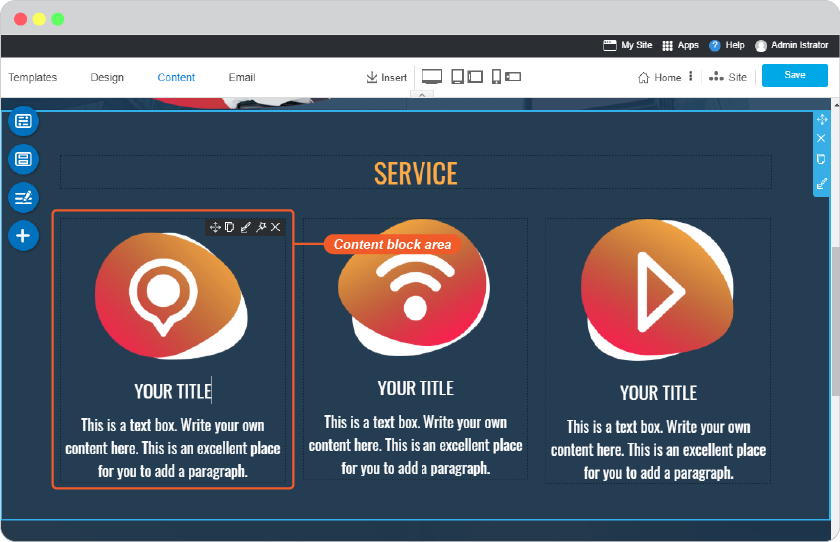 My Site Apps ? Help Admin Istrator
Templates Design Content Email Insert Home Site Save
SERVICE
Content block area
YOUR TITLE
This is a text box. Write your own
content here. This is an excellent place
for you to add a paragraph.
YOUR TITLE
This is a text box. Write your own
content here. This is an excellent place
for you to add a paragraph.
YOUR TITLE
This is a text box. Write your own
content here. This is an excellent place
for you to add a paragraph.